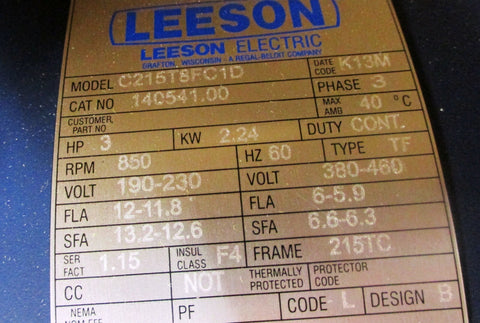 LEESON
LEESON ELECTRIC
GRAFTON, WISCONSIN - A REGAL-BELOIT COMPANY
MODEL C215T8FC1D DATE CODE K13M
CAT NO 140541.00 PHASE 3
CUSTOMER PART NO MAX AMB 40 °C
HP 3 KW 2.24 DUTY CONT.
RPM 850 HZ 60 TYPE TF
VOLT 190-230 VOLT 380-460
FLA 12-11.8 FLA 6-5.9
SFA 13.2-12.6 SFA 6.6-6.3
SER FACT 1.15 INSUL CLASS F4 FRAME 215TC
CC NOT THERMALLY PROTECTED PROTECTOR CODE
NEMA NOM EFF PF CODE L DESIGN B